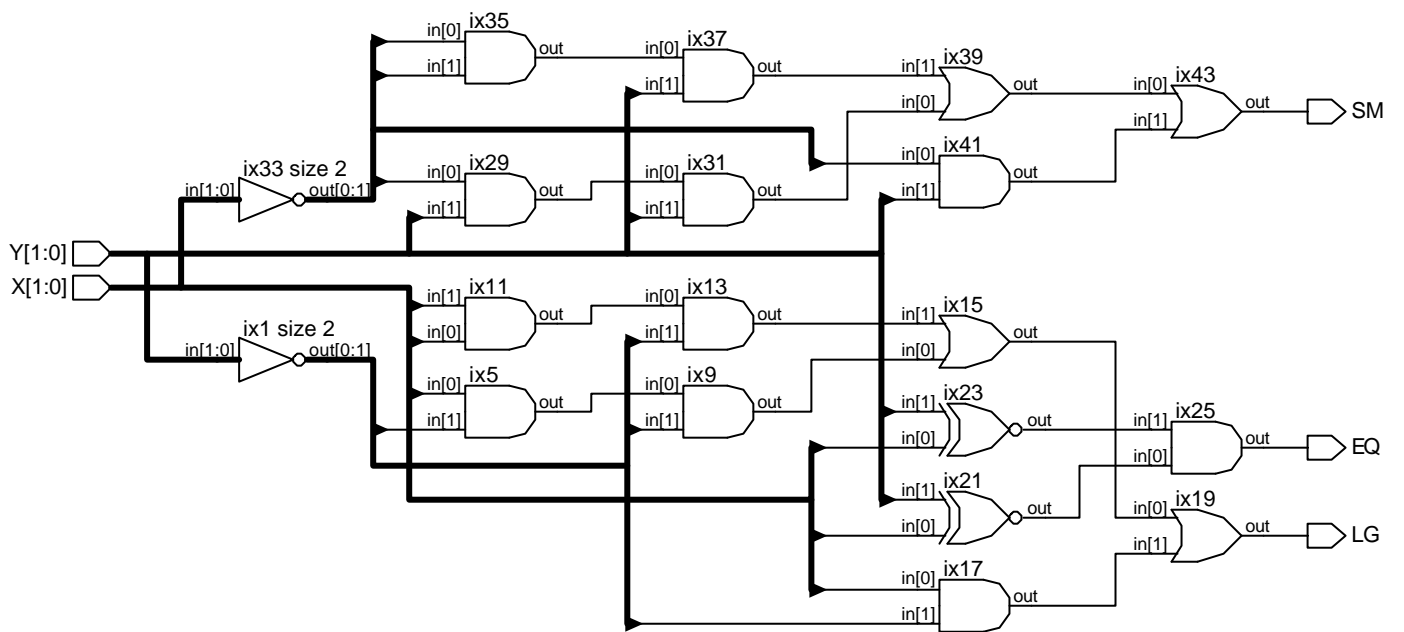 ix35
in[0]
out
ix37
in[0]
in[1]
out
in[1]
ix39
in[1]
out
in[0]
ix43
in[0]
out
SM
in[1]
ix41
in[0]
out
in[1]
ix33 size 2
in[1:0]
out[0:1]
ix29
in[0]
out
in[1]
ix31
in[0]
out
in[1]
Y[1:0]
X[1:0]
ix1 size 2
in[1:0]
out[0:1]
ix11
in[1]
out
in[0]
ix13
in[0]
out
in[1]
ix15
in[1]
out
in[0]
ix5
in[0]
out
in[1]
ix9
in[0]
out
in[1]
ix23
in[1]
out
in[0]
ix25
in[1]
out
EQ
in[0]
ix21
in[1]
out
in[0]
ix19
in[0]
out
LG
in[1]
ix17
in[0]
out
in[1]